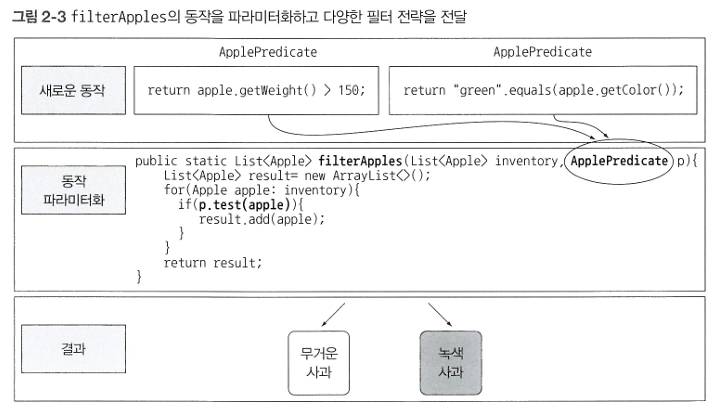 그림 2-3 filterApples의 동작을 파라미터화하고 다양한 필터 전략을 전달
ApplePredicate
ApplePredicate
새로운 동작
return apple.getWeight() > 150;
return "green".equals(apple.getColor());
동작
파라미터화
public static List<Apple> filterApples(List<Apple> inventory, ApplePredicate p){
List<Apple> result= new ArrayList<>();
for(Apple apple: inventory){
if(p.test(apple)){
result.add(apple);
}
}
return result;
}
결과
무거운
사과
녹색
사과